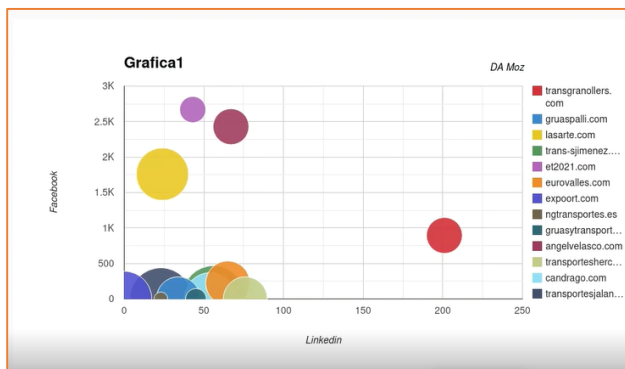 Grafica1
DA Moz
3K
2.5K
2K
1.5K
1K
500
0
Facebook
0
50
100
150
200
250
Linkedin
transgranollers.
com
gruaspalli.com
lasarte.com
trans-sjimenez....
et2021.com
eurovalles.com
expoort.com
ngtransportes.es
gruasytransport...
angelvelasco.com
transportesherc...
candrago.com
transportesjalan...